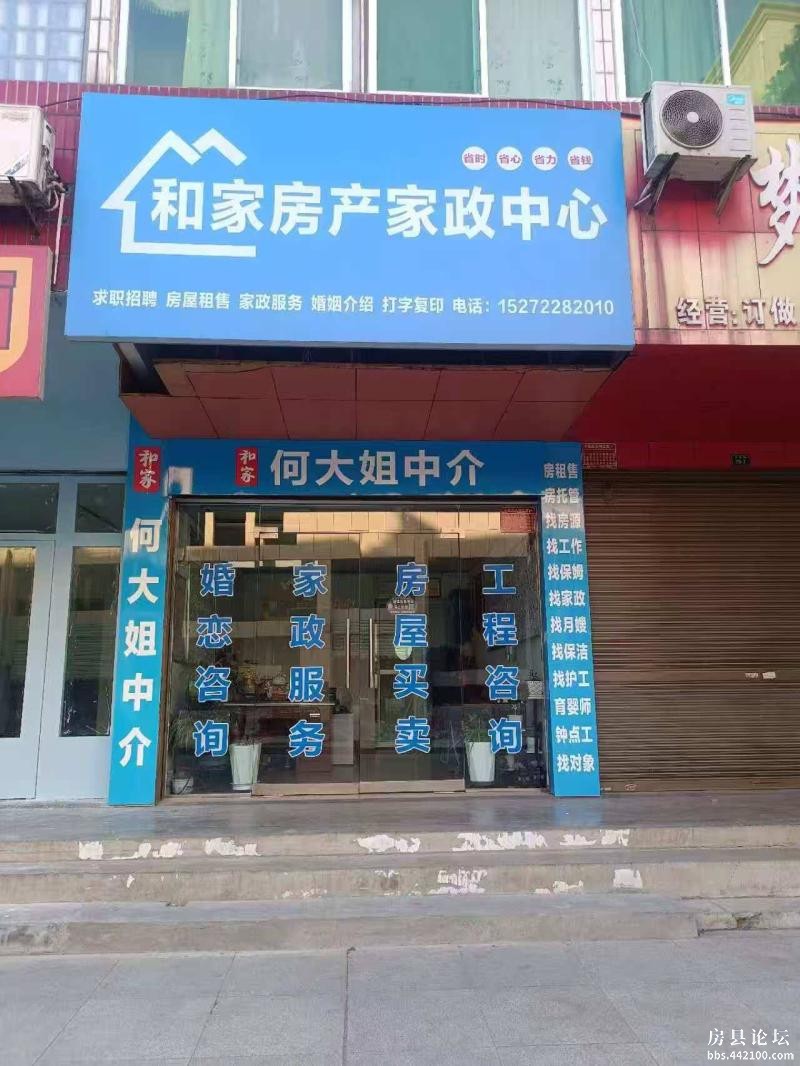 省时 省心 省力 省钱
和家房产家政中心
求职招聘 房屋租售 家政服务 婚姻介绍 打字复印 电话：15272282010
梦
经营：订做
和家
和家
何大姐中介
何大姐中介
婚恋咨询
家政服务
房屋买卖
工程咨询
房租售
房托管
找房源
找工作
找保姆
找家政
找月嫂
找保洁
找护工
育婴师
钟点工
找对象
房县论坛
bbs.442100.com